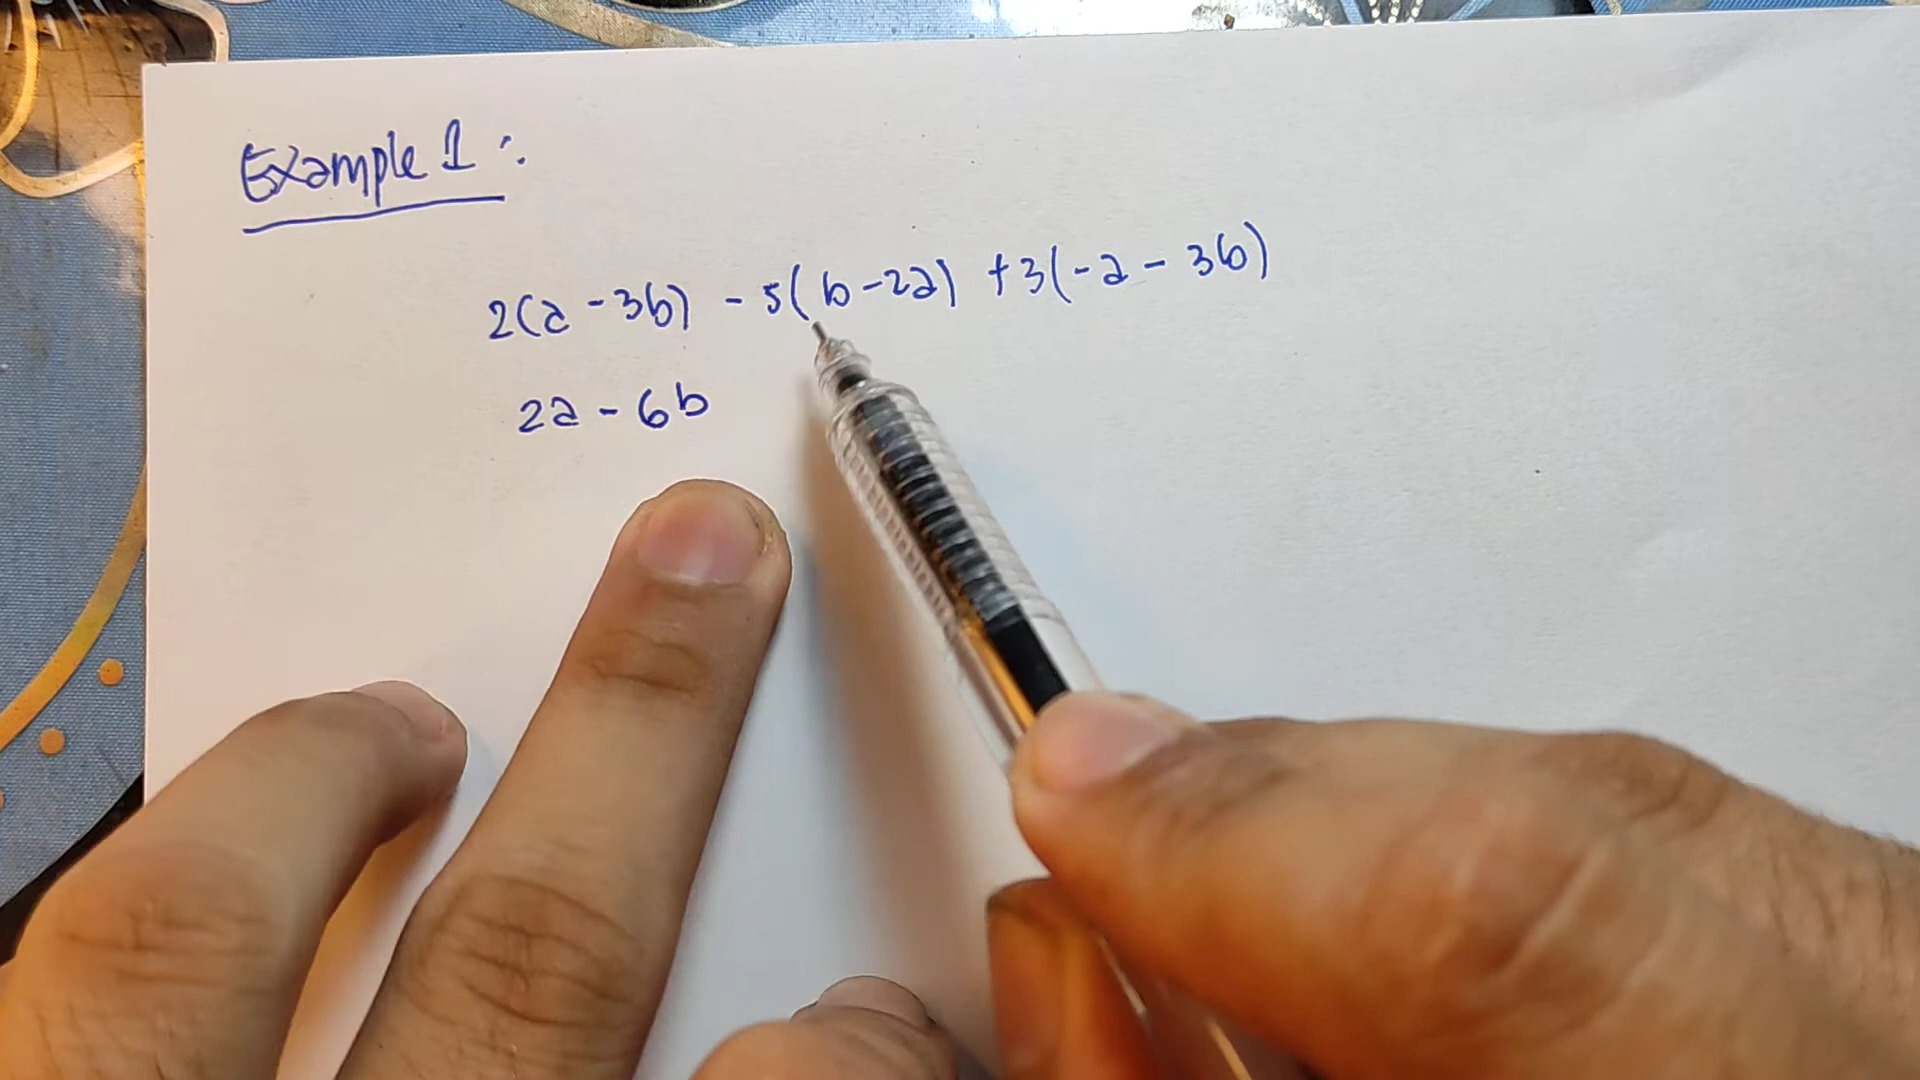 Example 1 :
2(a - 3b) - 5(b - 2a) + 3(-a - 3b)
2a - 6b